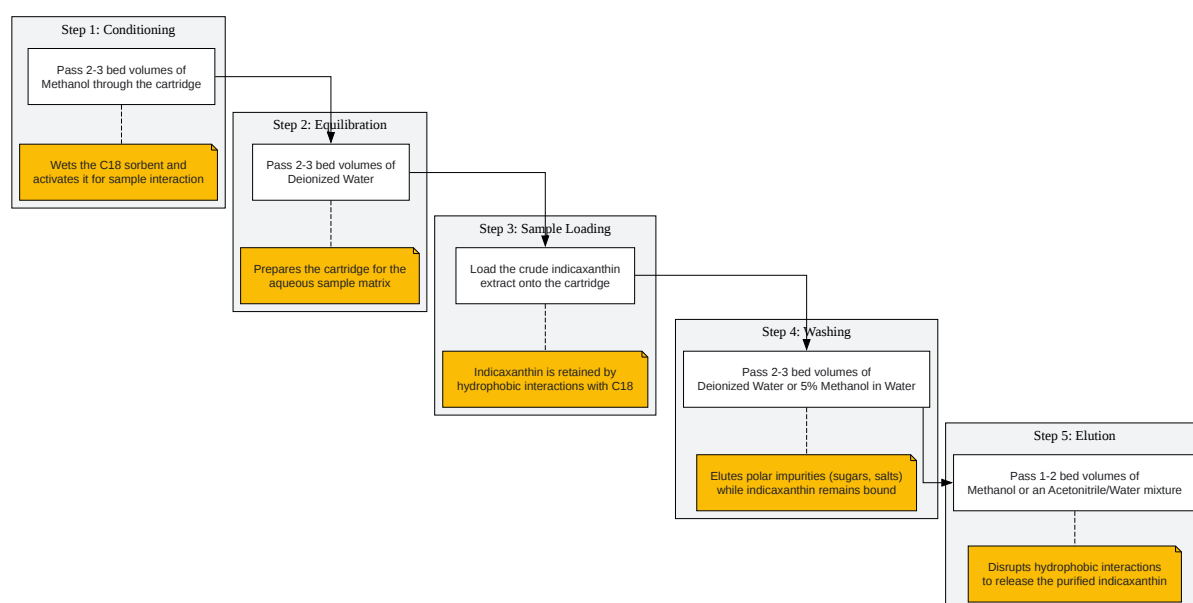 Step 1: Conditioning
Pass 2-3 bed volumes of
Methanol through the cartridge
Wets the C18 sorbent and
activates it for sample interaction
Step 2: Equilibration
Pass 2-3 bed volumes of
Deionized Water
Prepares the cartridge for the
aqueous sample matrix
Step 3: Sample Loading
Load the crude indicaxanthin
extract onto the cartridge
Indicaxanthin is retained by
hydrophobic interactions with C18
Step 4: Washing
Pass 2-3 bed volumes of
Deionized Water or 5% Methanol in Water
Elutes polar impurities (sugars, salts)
while indicaxanthin remains bound
Step 5: Elution
Pass 1-2 bed volumes of
Methanol or an Acetonitrile/Water mixture
Disrupts hydrophobic interactions
to release the purified indicaxanthin